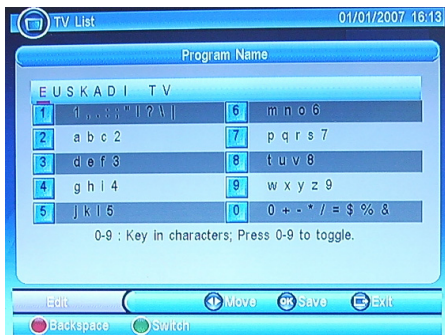 TV List 01/01/2007 16:13
Program Name
EUSKADI TV
1 1 , . : ; " ! ? \ |
6 m n o 6
2 a b c 2
7 p q r s 7
3 d e f 3
8 t u v 8
4 g h i 4
9 w x y z 9
5 j k l 5
0 0 + - * / = $ % &
0-9 : Key in characters; Press 0-9 to toggle.
Edit Move OK Save Exit
Backspace Switch